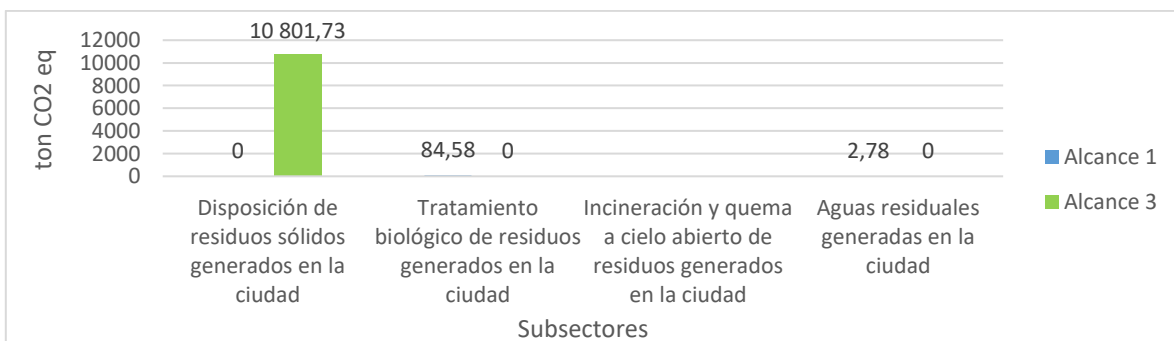 10 801,73
12000
10000
8000
6000
4000
2000
0
ton CO2 eq
0
84,58
0
2,78
0
Disposición de
residuos sólidos
generados en la
ciudad
Tratamiento
biológico de residuos
generados en la
ciudad
Incineración y quema
a cielo abierto de
residuos generados
en la ciudad
Aguas residuales
generadas en la
ciudad
Subsectores
Alcance 1
Alcance 3